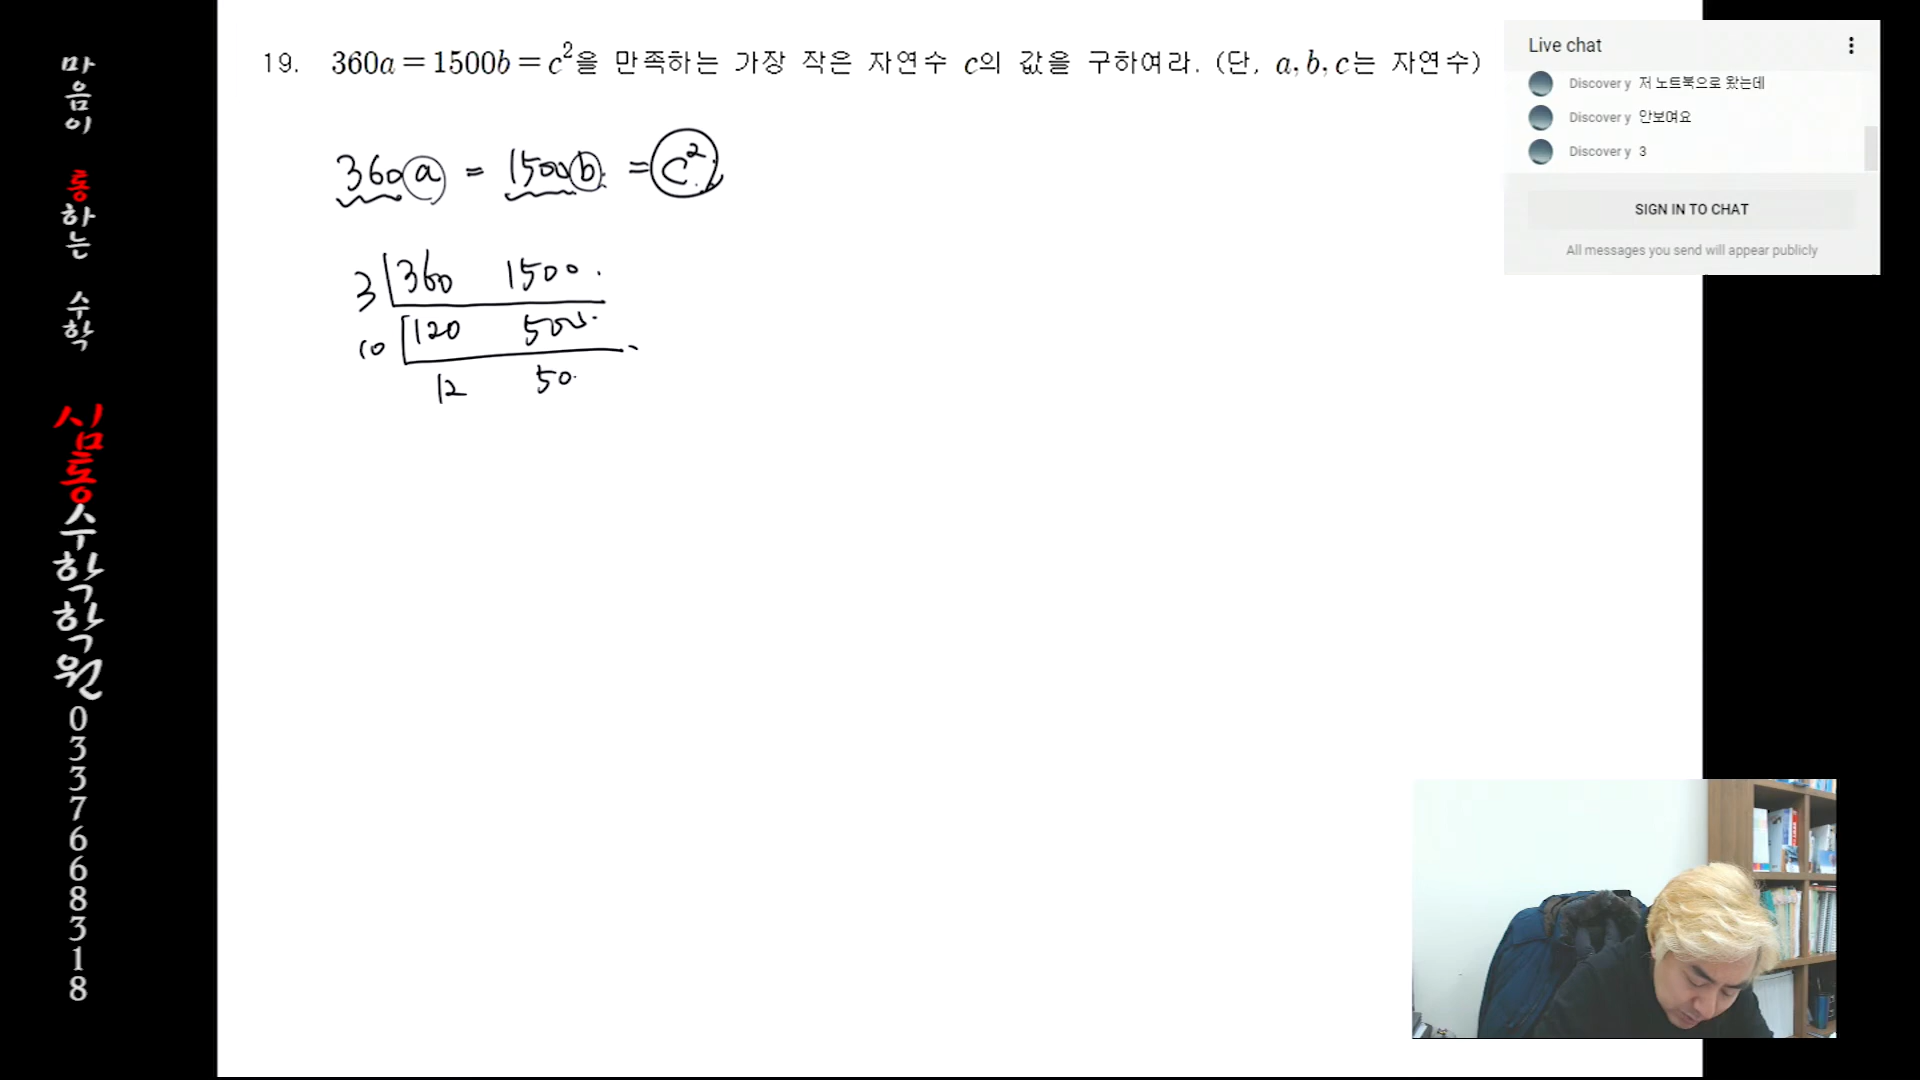 마음이
통하는
수학
심통수학학원
0337668318
19. 360a = 1500b = c²을 만족하는 가장 작은 자연수 c의 값을 구하여라. (단, a, b, c는 자연수)
360a = 1500b = c²
3 360 1500
10 120 500
12 50
Live chat
Discover y 저 노트북으로 왔는데
Discover y 안보여요
Discover y 3
SIGN IN TO CHAT
All messages you send will appear publicly